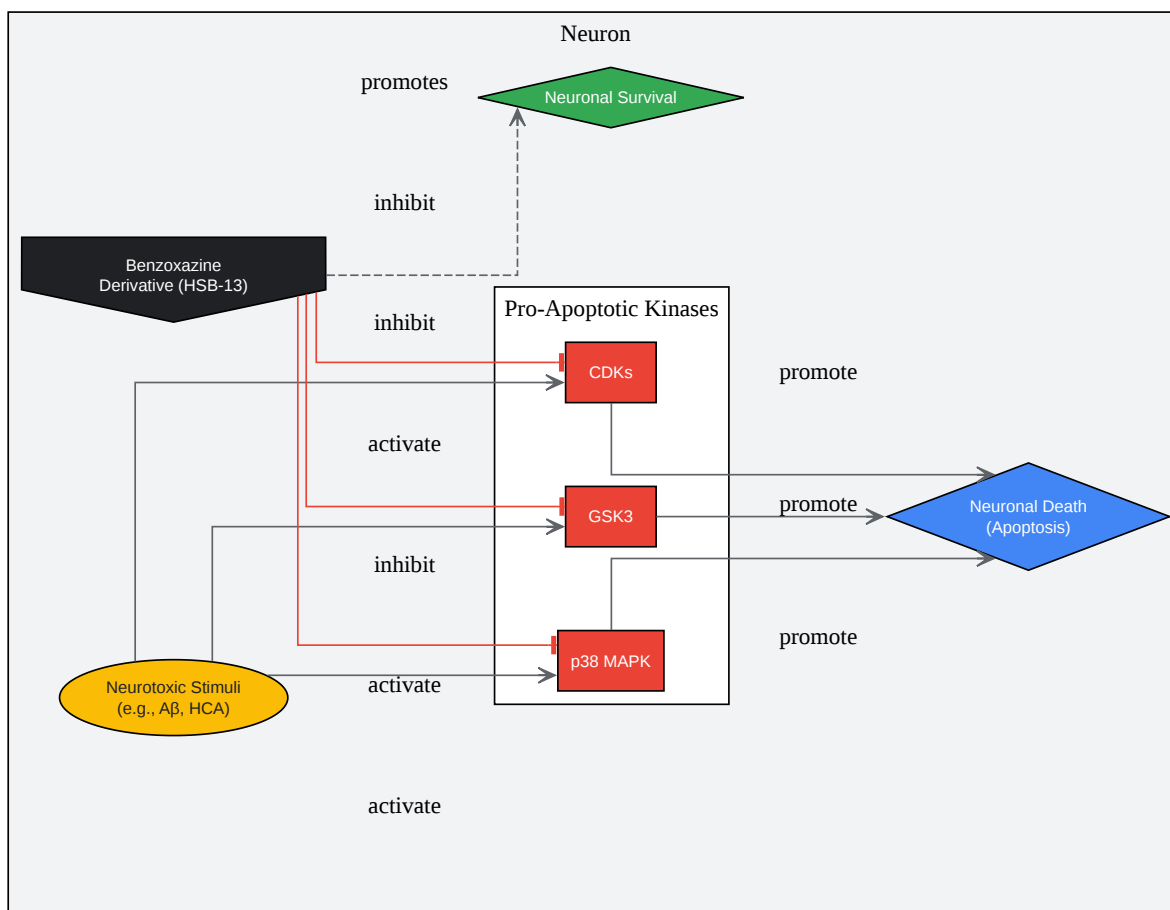 Neuron
promotes
Neuronal Survival
inhibit
Benzoxazine
Derivative (HSB-13)
inhibit
Pro-Apoptotic Kinases
CDKs
promote
activate
GSK3
promote
Neuronal Death
(Apoptosis)
inhibit
p38 MAPK
promote
Neurotoxic Stimuli
(e.g., Aβ, HCA)
activate
activate